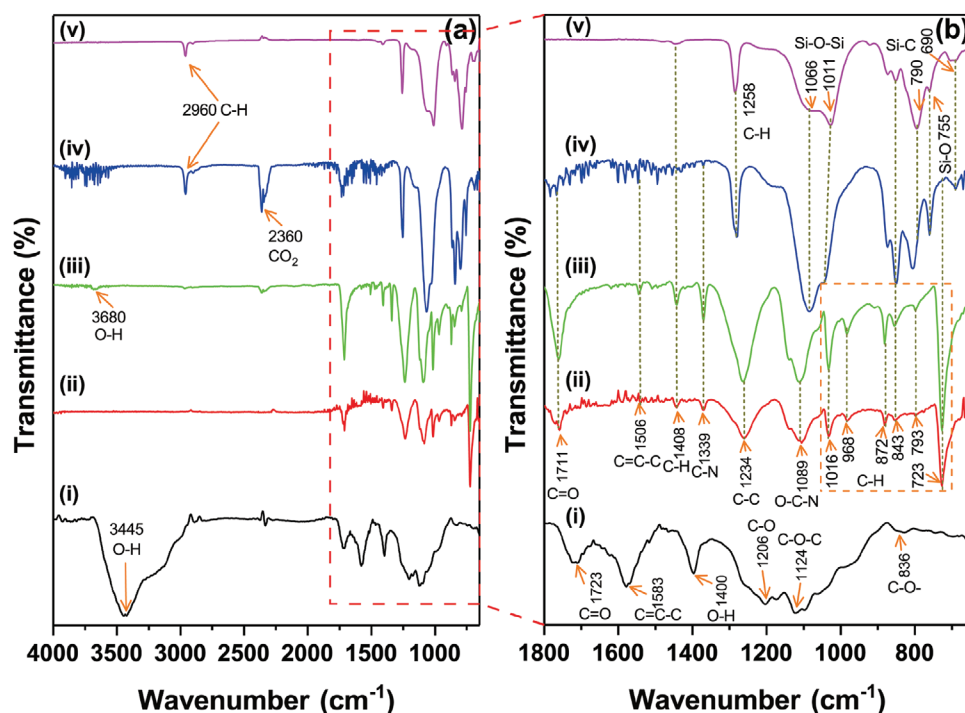 (a)
(v)
2960 C-H
(iv)
2360
CO2
(iii)
3680
O-H
(ii)
(i)
3445
O-H
Transmittance (%)
4000 3500 3000 2500 2000 1500 1000
Wavenumber (cm-1)
(b)
(v)
Si-O-Si
1066
1011
Si-C
790
690
1258
C-H
Si-O 755
(iv)
(iii)
(ii)
1711
C=O
1506
C=C-C
1408
C-H
1339
C-N
1234
C-C
1089
O-C-N
1016
968
872
843
793
723
C-H
(i)
1723
C=O
1583
C=C-C
1400
O-H
C-O
1206
C-O-C
1124
836
C-O-
Transmittance (%)
1800 1600 1400 1200 1000 800
Wavenumber (cm-1)